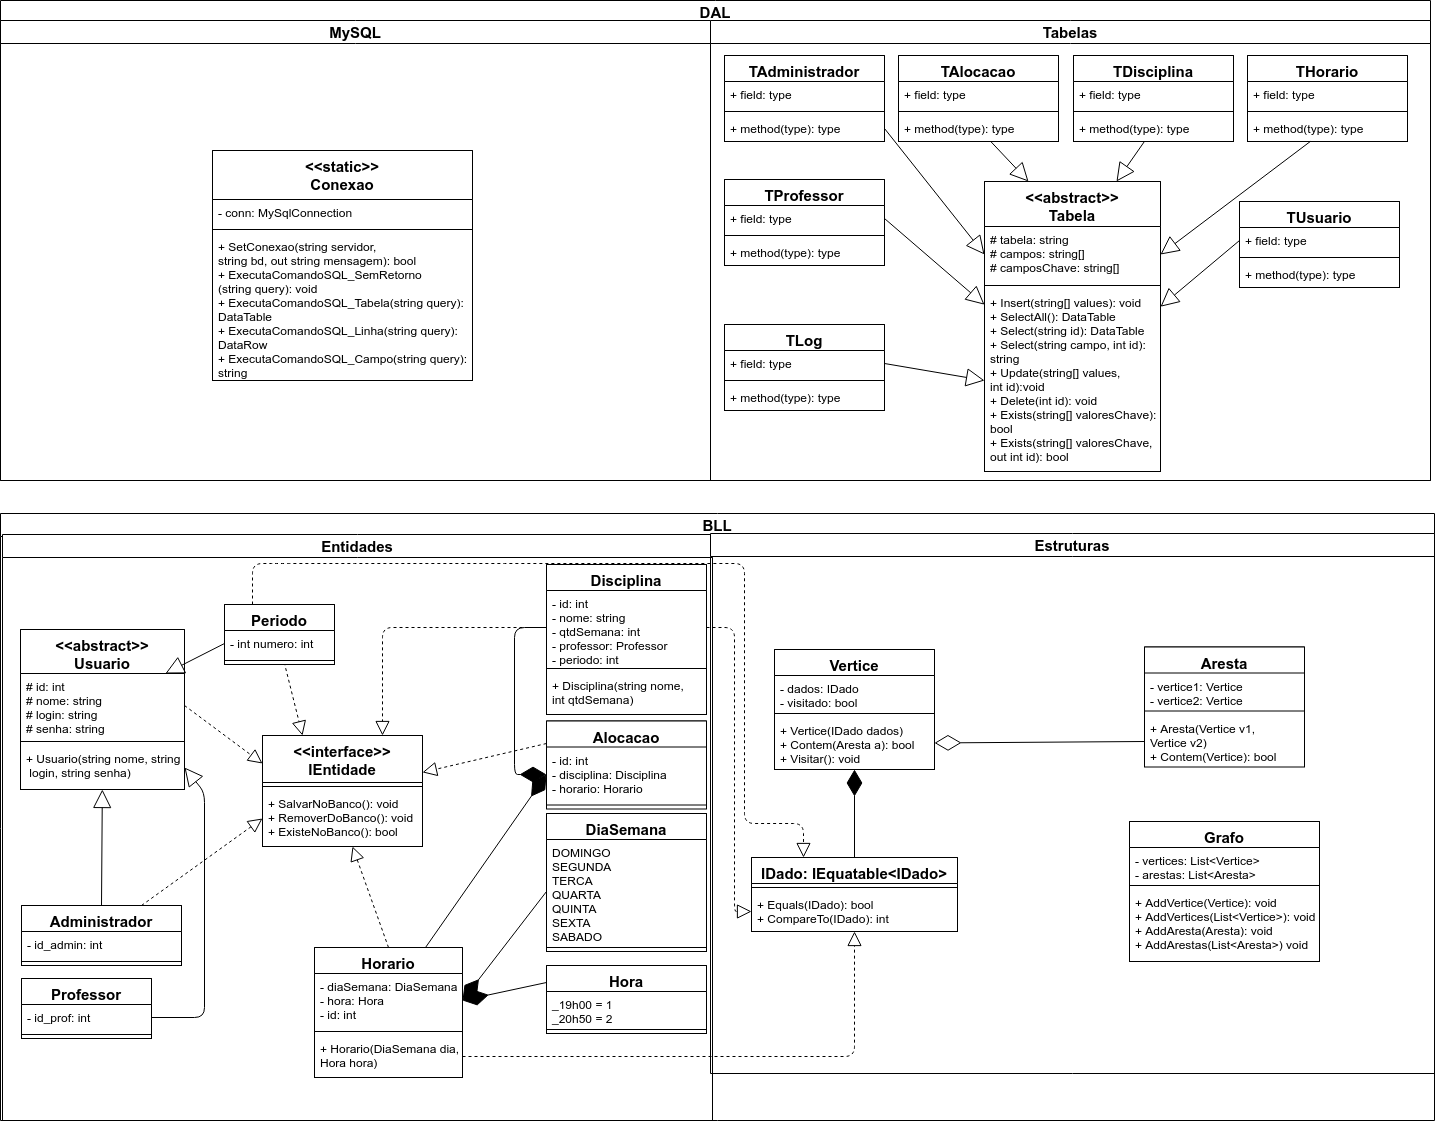 DAL
MySQL
<<static>>
Conexao
- conn: MySqlConnection
+ SetConexao(string servidor,
string bd, out string mensagem): bool
+ ExecutaComandoSQL_SemRetorno
(string query): void
+ ExecutaComandoSQL_Tabela(string query):
DataTable
+ ExecutaComandoSQL_Linha(string query):
DataRow
+ ExecutaComandoSQL_Campo(string query):
string
Tabelas
TAdministrador
+ field: type
+ method(type): type
TAlocacao
+ field: type
+ method(type): type
TDisciplina
+ field: type
+ method(type): type
THorario
+ field: type
+ method(type): type
TProfessor
+ field: type
+ method(type): type
<<abstract>>
Tabela
# tabela: string
# campos: string[]
# camposChave: string[]
+ Insert(string[] values): void
+ SelectAll(): DataTable
+ Select(string id): DataTable
+ Select(string campo, int id):
string
+ Update(string[] values,
int id):void
+ Delete(int id): void
+ Exists(string[] valoresChave):
bool
+ Exists(string[] valoresChave,
out int id): bool
TUsuario
+ field: type
+ method(type): type
TLog
+ field: type
+ method(type): type
BLL
Entidades
<<abstract>>
Usuario
# id: int
# nome: string
# login: string
# senha: string
+ Usuario(string nome, string
login, string senha)
Periodo
- int numero: int
<<interface>>
IEntidade
+ SalvarNoBanco(): void
+ RemoverDoBanco(): void
+ ExisteNoBanco(): bool
Disciplina
- id: int
- nome: string
- qtdSemana: int
- professor: Professor
- periodo: int
+ Disciplina(string nome,
int qtdSemana)
Alocacao
- id: int
- disciplina: Disciplina
- horario: Horario
DiaSemana
DOMINGO
SEGUNDA
TERCA
QUARTA
QUINTA
SEXTA
SABADO
Administrador
- id_admin: int
Professor
- id_prof: int
Horario
- diaSemana: DiaSemana
- hora: Hora
- id: int
+ Horario(DiaSemana dia,
Hora hora)
Hora
_19h00 = 1
_20h50 = 2
Estruturas
Vertice
- dados: IDado
- visitado: bool
+ Vertice(IDado dados)
+ Contem(Aresta a): bool
+ Visitar(): void
Aresta
- vertice1: Vertice
- vertice2: Vertice
+ Aresta(Vertice v1,
Vertice v2)
+ Contem(Vertice): bool
IDado: IEquatable<IDado>
+ Equals(IDado): bool
+ CompareTo(IDado): int
Grafo
- vertices: List<Vertice>
- arestas: List<Aresta>
+ AddVertice(Vertice): void
+ AddVertices(List<Vertice>): void
+ AddAresta(Aresta): void
+ AddArestas(List<Aresta>) void